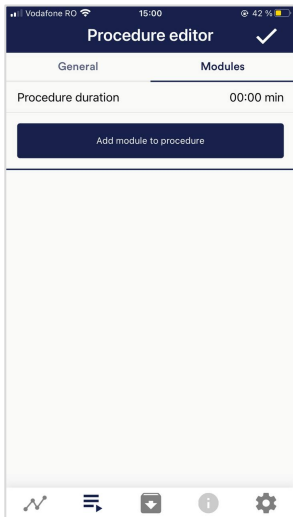 Vodafone RO 15:00 42 %
Procedure editor
General Modules
Procedure duration 00:00 min
Add module to procedure